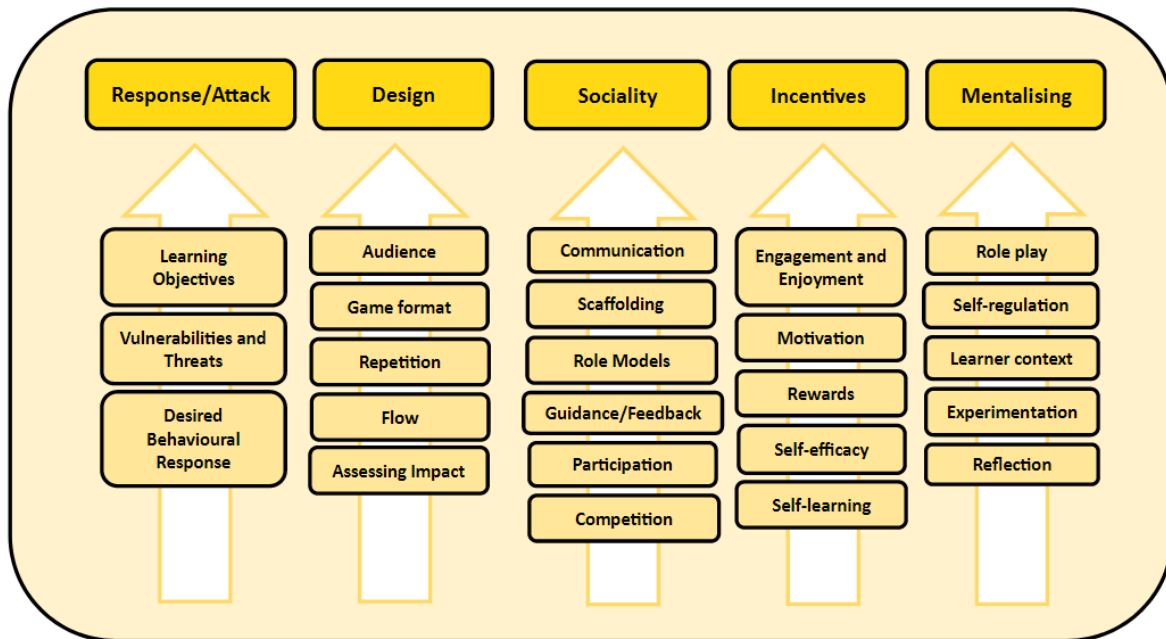 Response/Attack
Design
Sociality
Incentives
Mentalising
Learning
Objectives
Vulnerabilities and
Threats
Desired
Behavioural
Response
Audience
Game format
Repetition
Flow
Assessing Impact
Communication
Scaffolding
Role Models
Guidance/Feedback
Participation
Competition
Engagement and
Enjoyment
Motivation
Rewards
Self-efficacy
Self-learning
Role play
Self-regulation
Learner context
Experimentation
Reflection